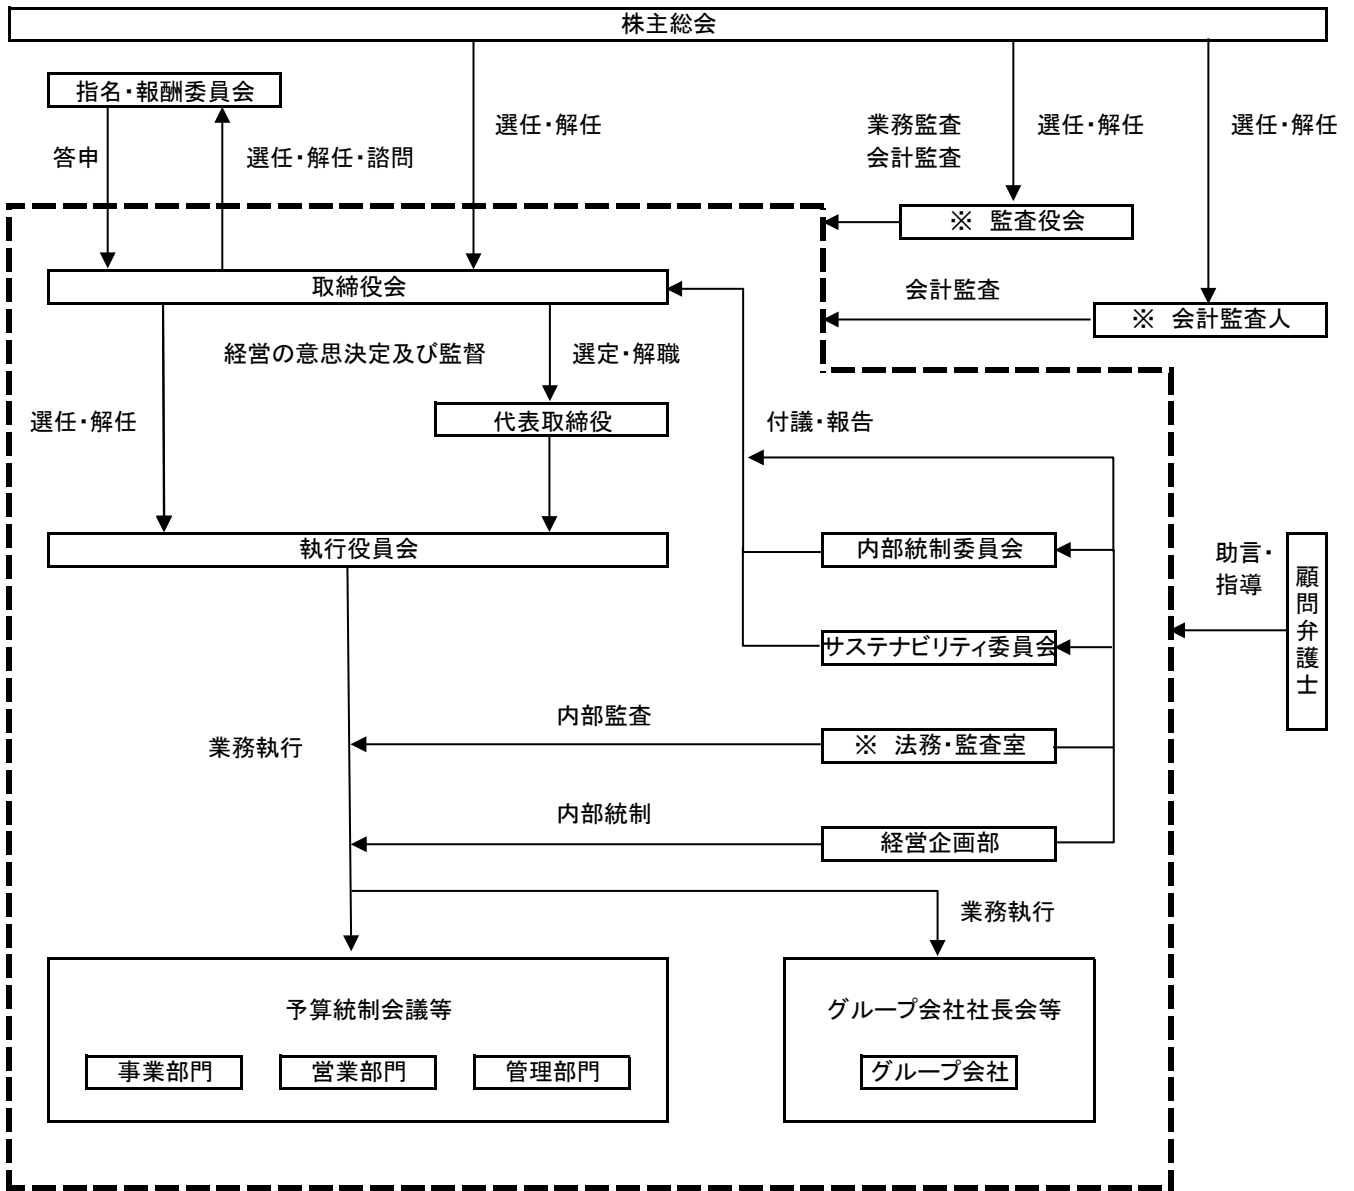 株主総会
指名・報酬委員会
選任・解任
業務監査
会計監査
選任・解任
選任・解任
答申
選任・解任・諮問
※ 監査役会
取締役会
会計監査
※ 会計監査人
経営の意思決定及び監督
選定・解職
選任・解任
代表取締役
付議・報告
執行役員会
内部統制委員会
助言・
指導
顧問弁護士
サステナビリティ委員会
内部監査
業務執行
※ 法務・監査室
内部統制
経営企画部
業務執行
予算統制会議等
グループ会社社長会等
事業部門
営業部門
管理部門
グループ会社